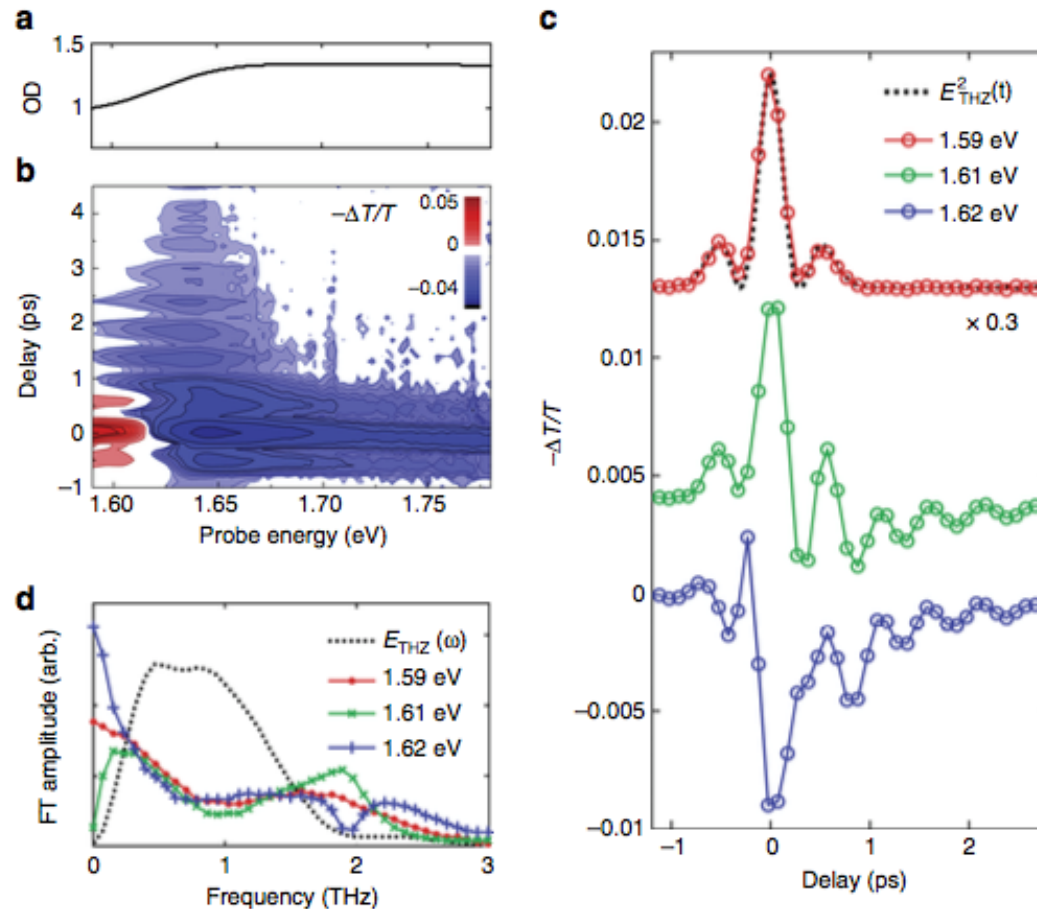 a
1.5
1
OD
b
−ΔT/T
0.05
0
−0.04
4
3
2
1
0
−1
Delay (ps)
1.60
1.65
1.70
1.75
Probe energy (eV)
d
E_THZ (ω)
1.59 eV
1.61 eV
1.62 eV
FT amplitude (arb.)
0
1
2
3
Frequency (THz)
c
E²_THZ(t)
1.59 eV
1.61 eV
1.62 eV
× 0.3
0.02
0.015
0.01
0.005
0
−0.005
−0.01
−ΔT/T
−1
0
1
2
Delay (ps)